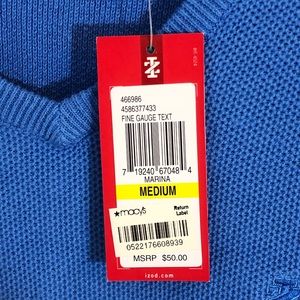 466986
4586377433
FINE GAUGE TEXT
7 19240 67048 4
MARINA
MEDIUM
★macy's
Return
Label
0522176608939
MSRP $50.00
izod.com